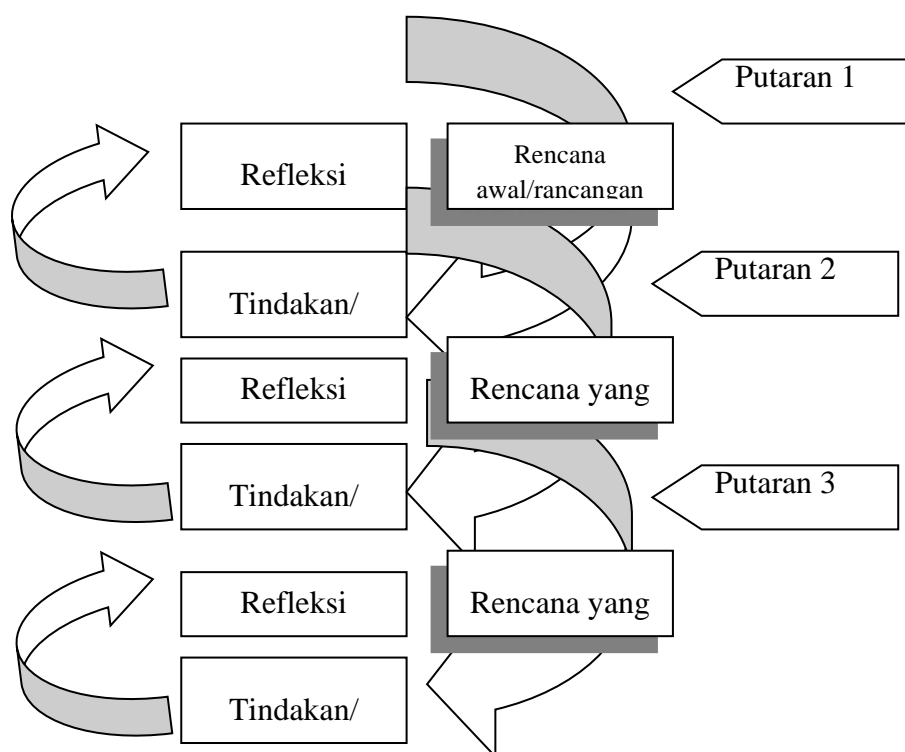 Putaran 1
Refleksi
Rencana
awal/rancangan
Putaran 2
Tindakan/
Refleksi
Rencana yang
Putaran 3
Tindakan/
Refleksi
Rencana yang
Tindakan/